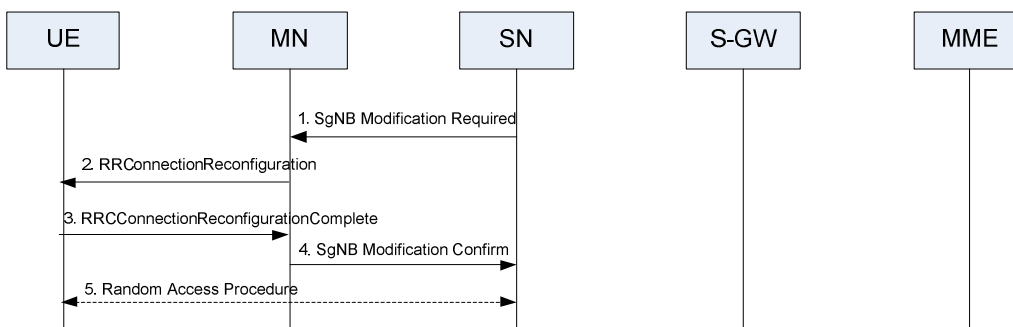 UE
MN
SN
S-GW
MME
1. SgNB Modification Required
2. RRConnectionReconfiguration
3. RRCConnectionReconfigurationComplete
4. SgNB Modification Confirm
5. Random Access Procedure